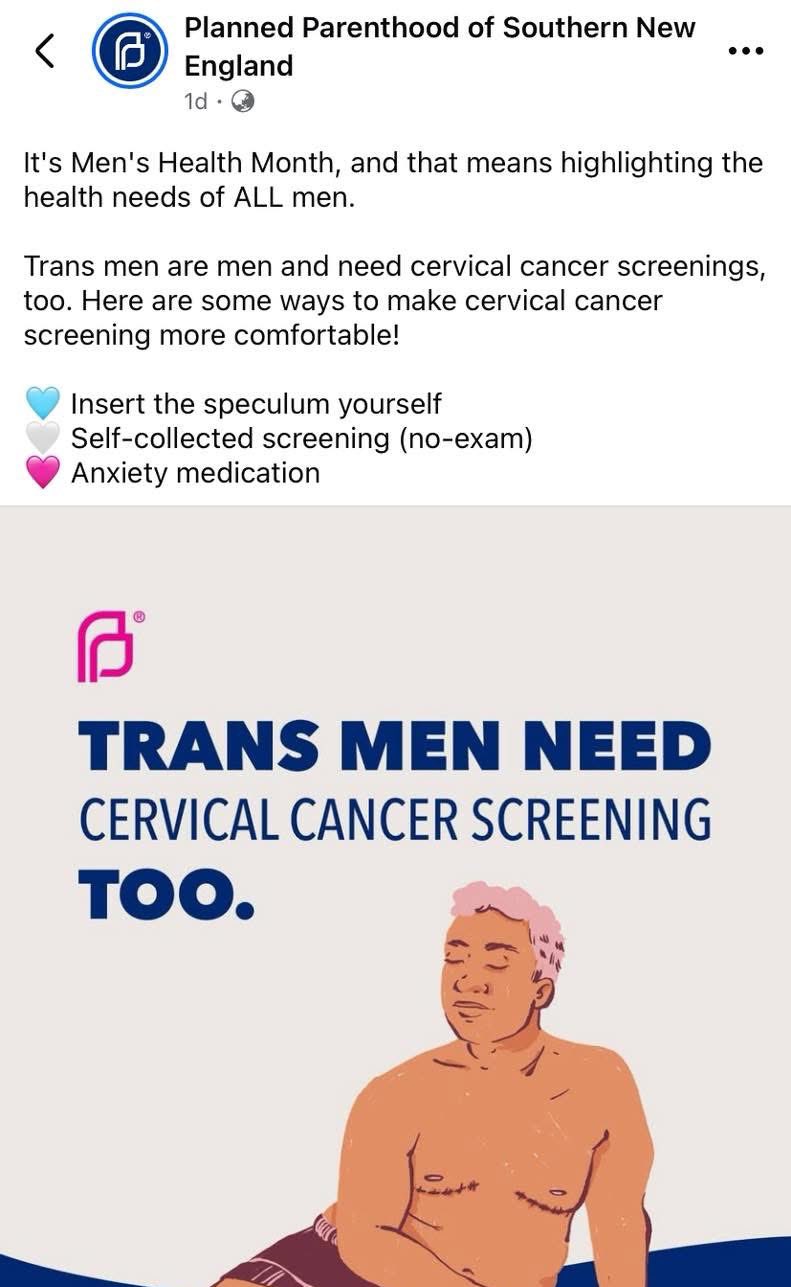 Planned Parenthood of Southern New
England
1d ·
It's Men's Health Month, and that means highlighting the
health needs of ALL men.
Trans men are men and need cervical cancer screenings,
too. Here are some ways to make cervical cancer
screening more comfortable!
🩵 Insert the speculum yourself
🤍 Self-collected screening (no-exam)
🩷 Anxiety medication
®
TRANS MEN NEED
CERVICAL CANCER SCREENING
TOO.